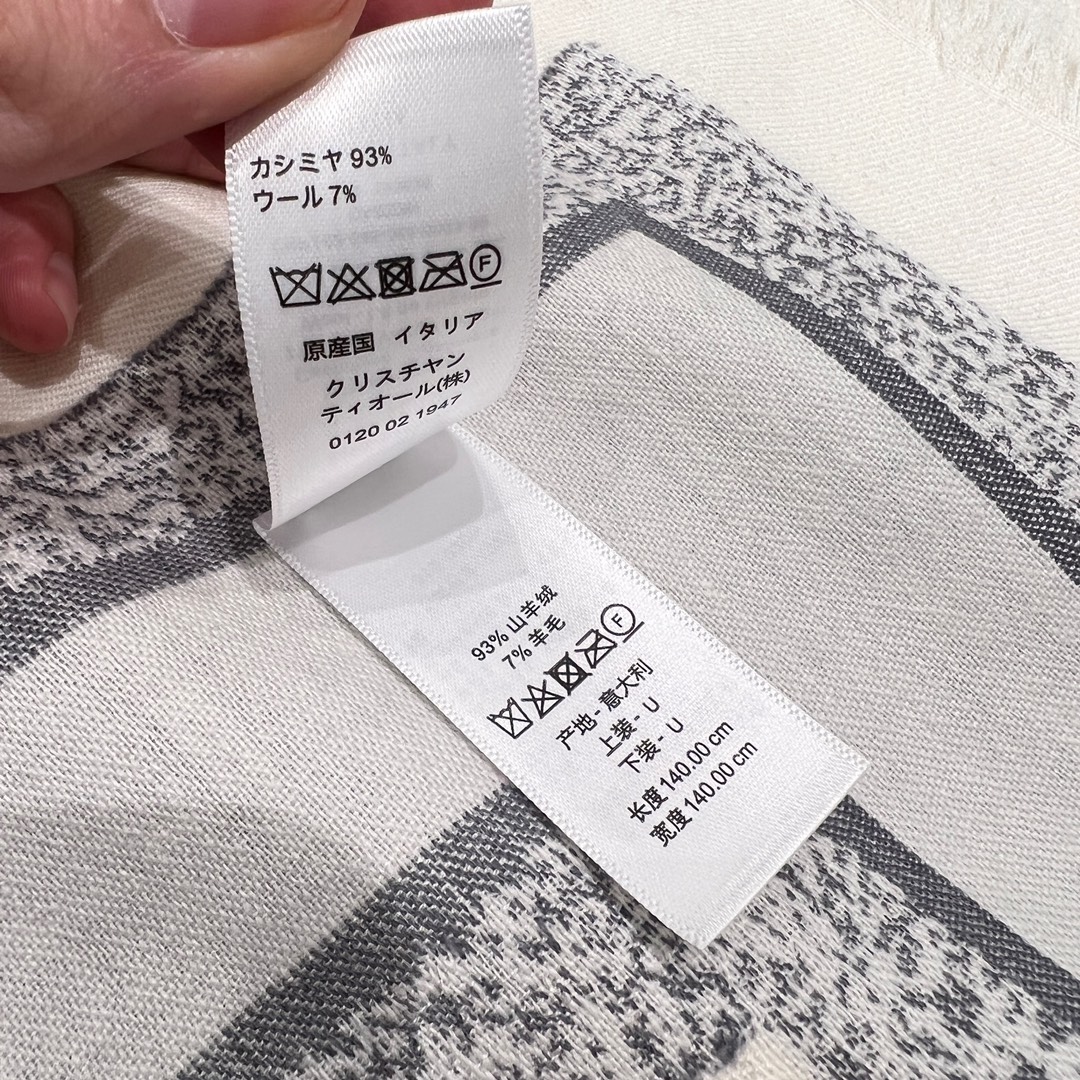 カシミヤ 93%
ウール 7%
F
原産国 イタリア
クリスチャン
ディオール(株)
0120 02 1947
93% 山羊绒
7% 羊毛
F
产地 - 意大利
上装 - U
下装 - U
长度 140.00 cm
宽度 140.00 cm